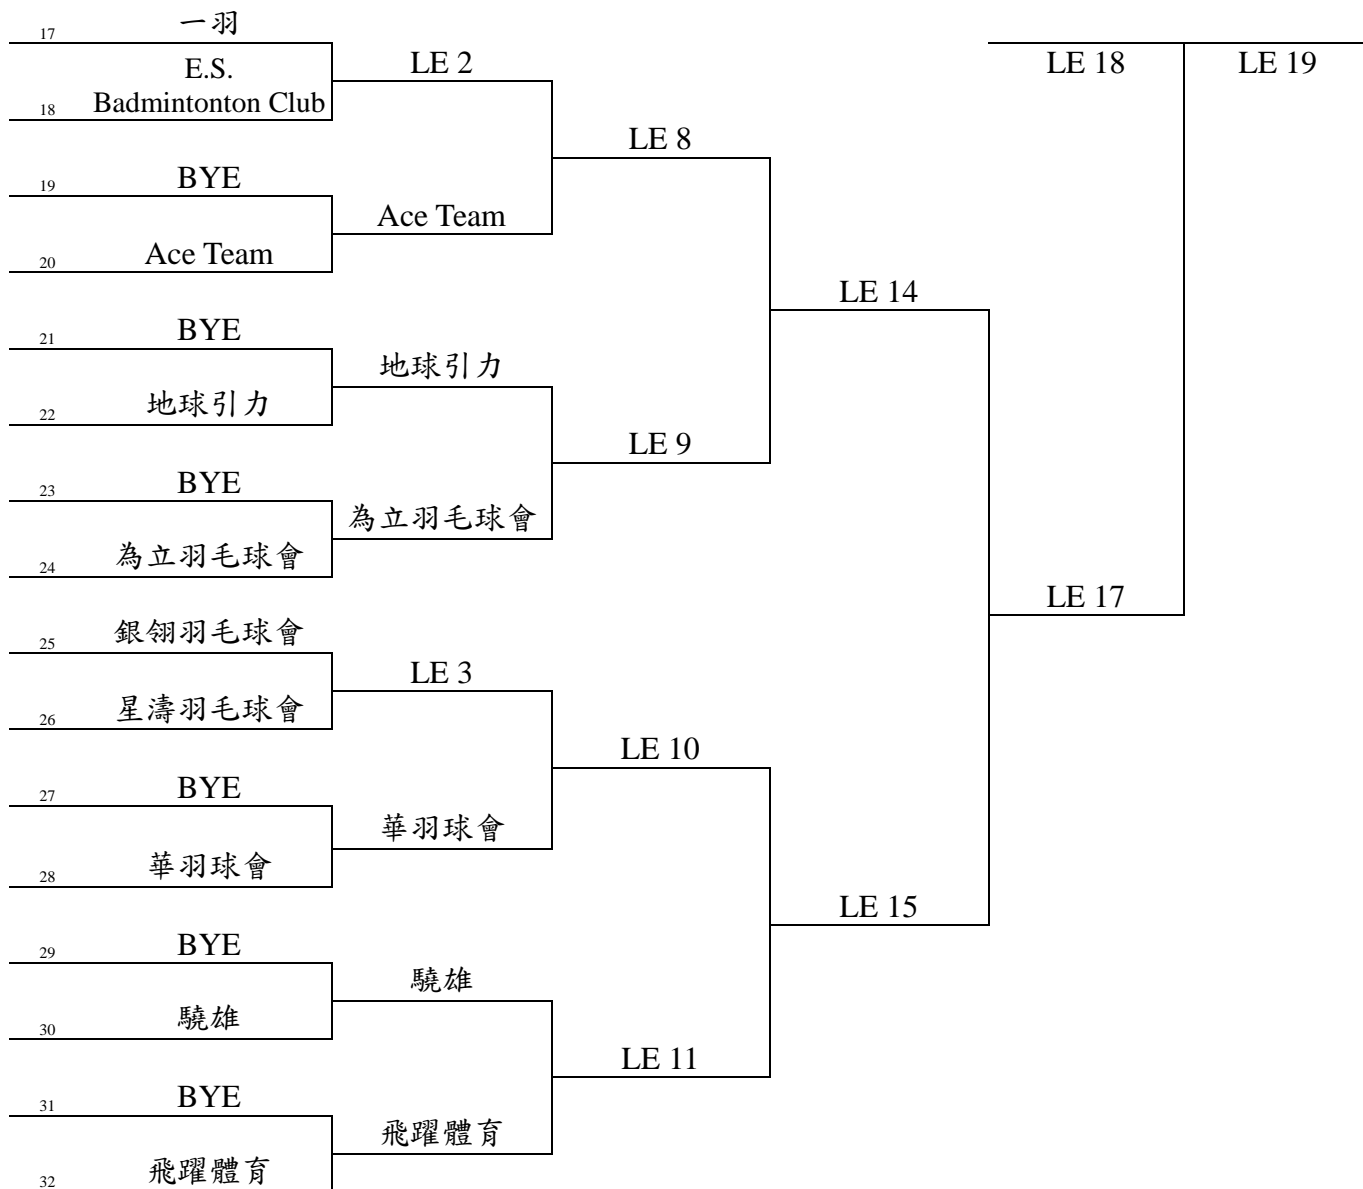 17 一羽
LE 2
LE 18
LE 19
E.S.
18 Badmintonton Club
LE 8
19 BYE
Ace Team
20 Ace Team
LE 14
21 BYE
地球引力
22 地球引力
LE 9
23 BYE
為立羽毛球會
24 為立羽毛球會
LE 17
25 銀翎羽毛球會
LE 3
26 星濤羽毛球會
LE 10
27 BYE
華羽球會
28 華羽球會
LE 15
29 BYE
驍雄
30 驍雄
LE 11
31 BYE
飛躍體育
32 飛躍體育